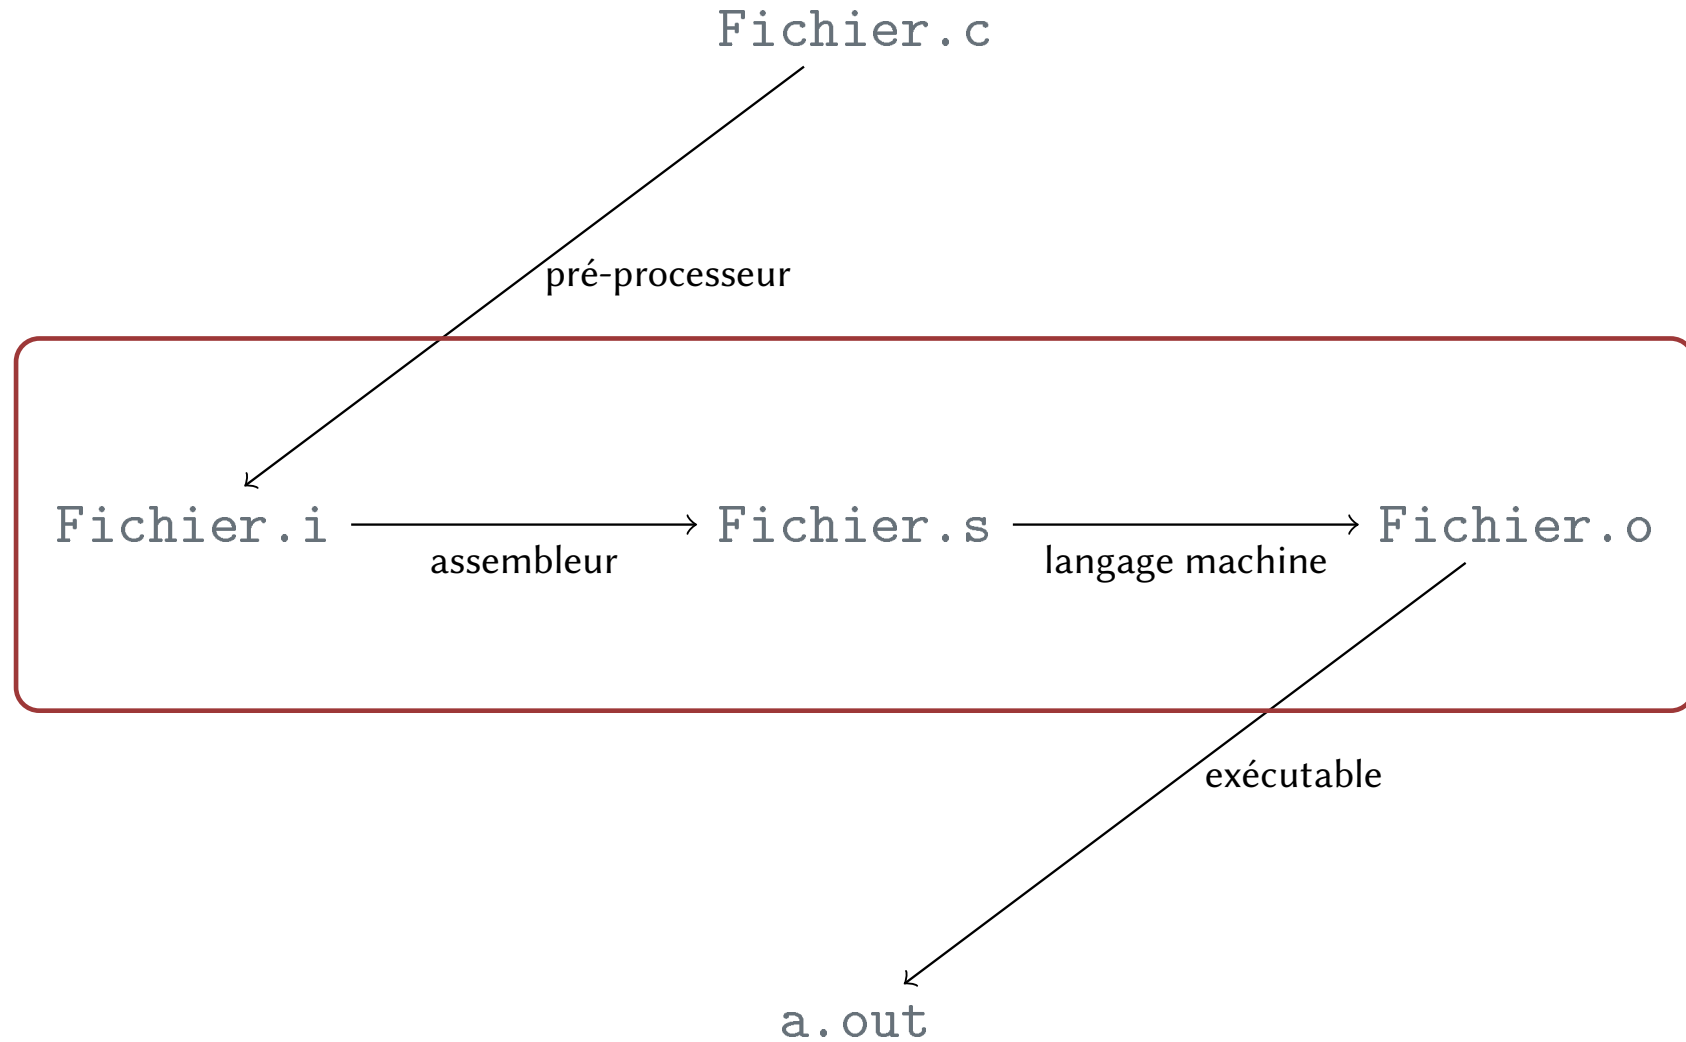 Fichier.c
pré-processeur
Fichier.i
assembleur
Fichier.s
langage machine
Fichier.o
exécutable
a.out